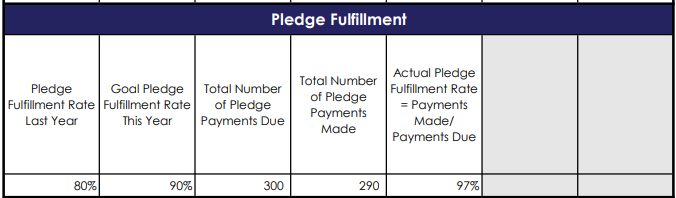 Pledge Fulfillment
Pledge
Fulfillment Rate
Last Year
Goal Pledge
Fulfillment Rate
This Year
Total Number
of Pledge
Payments Due
Total Number
of Pledge
Payments
Made
Actual Pledge
Fulfillment Rate
= Payments
Made/
Payments Due
80%
90%
300
290
97%